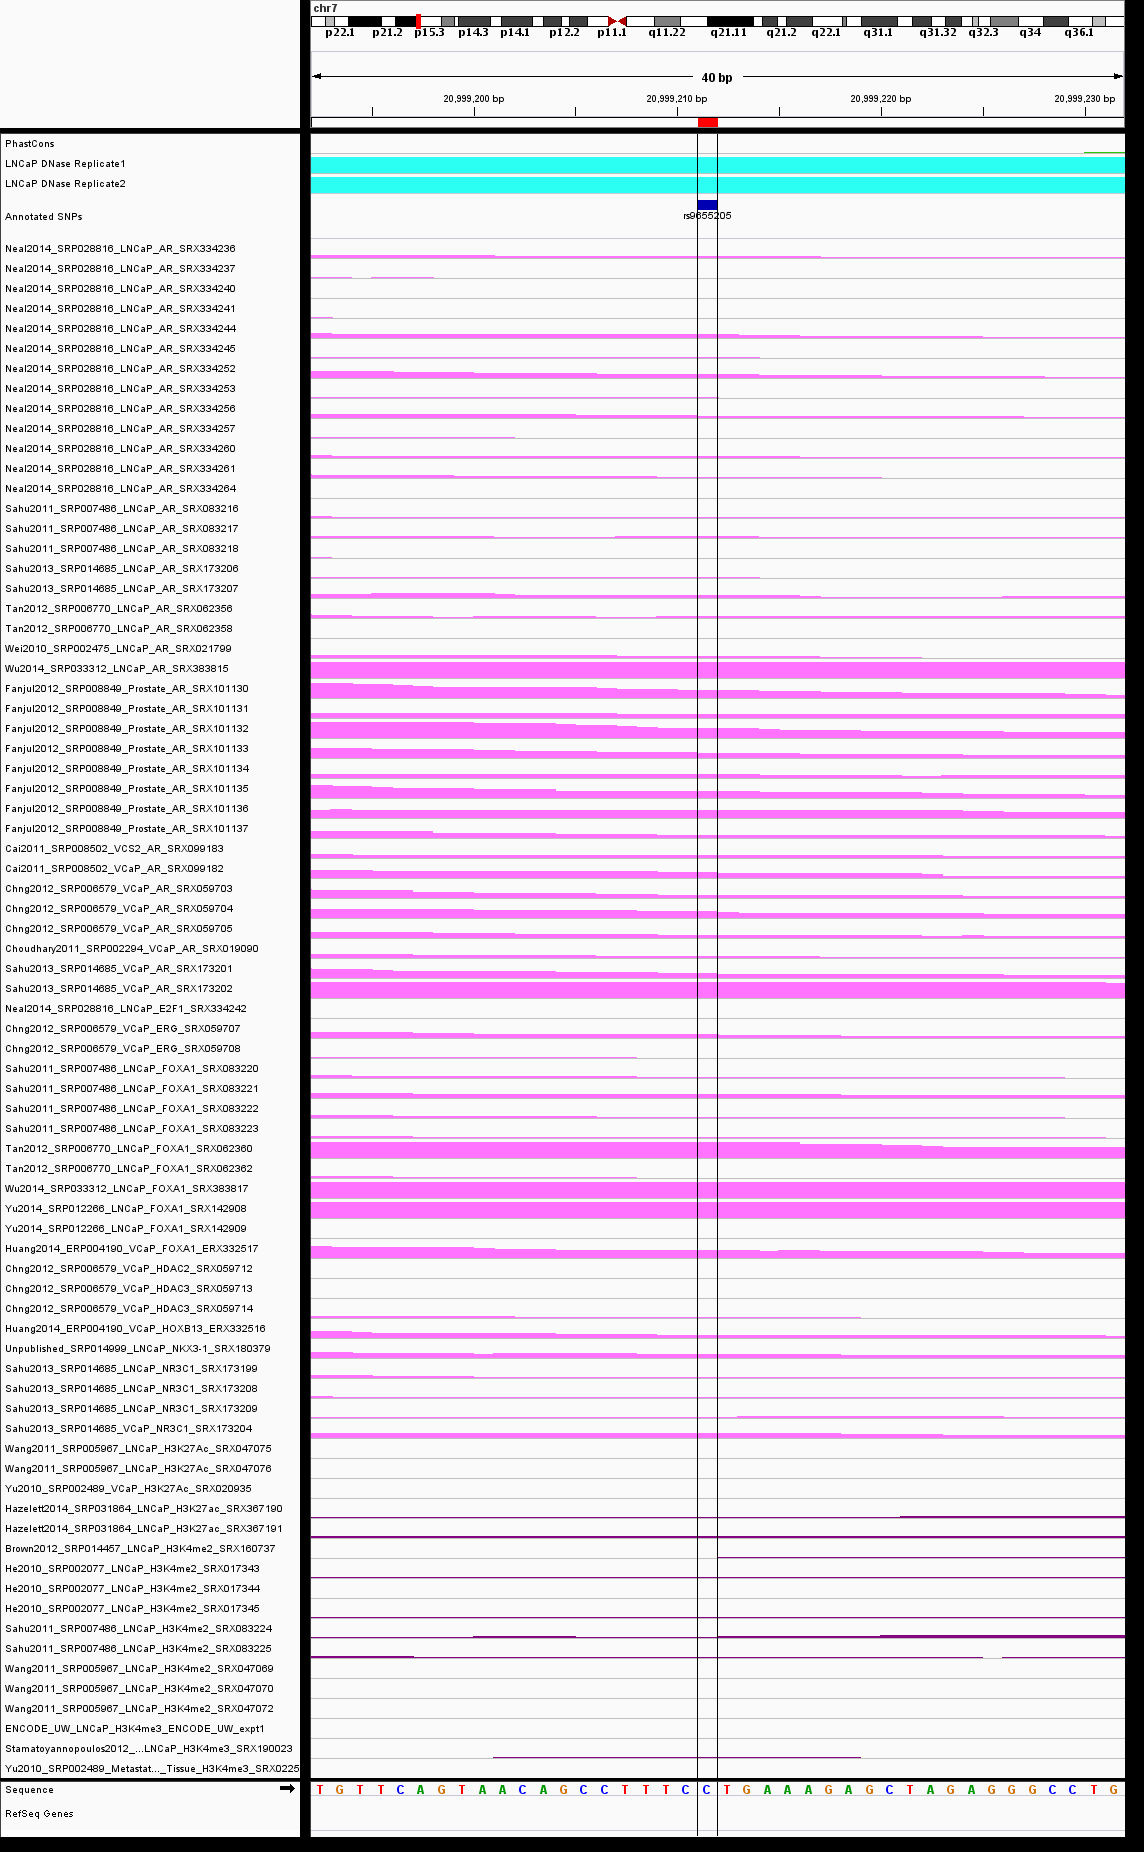 chr7
p22.1 p21.2 p15.3 p14.3 p14.1 p12.2 p11.1 q11.22 q21.11 q21.2 q22.1 q31.1 q31.32 q32.3 q34 q36.1
40 bp
20,999,200 bp 20,999,210 bp 20,999,220 bp 20,999,230 bp
PhastCons
LNCaP DNase Replicate1
LNCaP DNase Replicate2
Annotated SNPs
rs9655205
Neal2014_SRP028816_LNCaP_AR_SRX334236
Neal2014_SRP028816_LNCaP_AR_SRX334237
Neal2014_SRP028816_LNCaP_AR_SRX334240
Neal2014_SRP028816_LNCaP_AR_SRX334241
Neal2014_SRP028816_LNCaP_AR_SRX334244
Neal2014_SRP028816_LNCaP_AR_SRX334245
Neal2014_SRP028816_LNCaP_AR_SRX334252
Neal2014_SRP028816_LNCaP_AR_SRX334253
Neal2014_SRP028816_LNCaP_AR_SRX334256
Neal2014_SRP028816_LNCaP_AR_SRX334257
Neal2014_SRP028816_LNCaP_AR_SRX334260
Neal2014_SRP028816_LNCaP_AR_SRX334261
Neal2014_SRP028816_LNCaP_AR_SRX334264
Sahu2011_SRP007486_LNCaP_AR_SRX083216
Sahu2011_SRP007486_LNCaP_AR_SRX083217
Sahu2011_SRP007486_LNCaP_AR_SRX083218
Sahu2013_SRP014685_LNCaP_AR_SRX173206
Sahu2013_SRP014685_LNCaP_AR_SRX173207
Tan2012_SRP006770_LNCaP_AR_SRX062356
Tan2012_SRP006770_LNCaP_AR_SRX062358
Wei2010_SRP002475_LNCaP_AR_SRX021799
Wu2014_SRP033312_LNCaP_AR_SRX383815
Fanjul2012_SRP008849_Prostate_AR_SRX101130
Fanjul2012_SRP008849_Prostate_AR_SRX101131
Fanjul2012_SRP008849_Prostate_AR_SRX101132
Fanjul2012_SRP008849_Prostate_AR_SRX101133
Fanjul2012_SRP008849_Prostate_AR_SRX101134
Fanjul2012_SRP008849_Prostate_AR_SRX101135
Fanjul2012_SRP008849_Prostate_AR_SRX101136
Fanjul2012_SRP008849_Prostate_AR_SRX101137
Cai2011_SRP008502_VCS2_AR_SRX099183
Cai2011_SRP008502_VCaP_AR_SRX099182
Chng2012_SRP006579_VCaP_AR_SRX059703
Chng2012_SRP006579_VCaP_AR_SRX059704
Chng2012_SRP006579_VCaP_AR_SRX059705
Choudhary2011_SRP002294_VCaP_AR_SRX019090
Sahu2013_SRP014685_VCaP_AR_SRX173201
Sahu2013_SRP014685_VCaP_AR_SRX173202
Neal2014_SRP028816_LNCaP_E2F1_SRX334242
Chng2012_SRP006579_VCaP_ERG_SRX059707
Chng2012_SRP006579_VCaP_ERG_SRX059708
Sahu2011_SRP007486_LNCaP_FOXA1_SRX083220
Sahu2011_SRP007486_LNCaP_FOXA1_SRX083221
Sahu2011_SRP007486_LNCaP_FOXA1_SRX083222
Sahu2011_SRP007486_LNCaP_FOXA1_SRX083223
Tan2012_SRP006770_LNCaP_FOXA1_SRX062360
Tan2012_SRP006770_LNCaP_FOXA1_SRX062362
Wu2014_SRP033312_LNCaP_FOXA1_SRX383817
Yu2014_SRP012266_LNCaP_FOXA1_SRX142908
Yu2014_SRP012266_LNCaP_FOXA1_SRX142909
Huang2014_ERP004190_VCaP_FOXA1_ERX332517
Chng2012_SRP006579_VCaP_HDAC2_SRX059712
Chng2012_SRP006579_VCaP_HDAC3_SRX059713
Chng2012_SRP006579_VCaP_HDAC3_SRX059714
Huang2014_ERP004190_VCaP_HOXB13_ERX332516
Unpublished_SRP014999_LNCaP_NKX3-1_SRX180379
Sahu2013_SRP014685_LNCaP_NR3C1_SRX173199
Sahu2013_SRP014685_LNCaP_NR3C1_SRX173208
Sahu2013_SRP014685_LNCaP_NR3C1_SRX173209
Sahu2013_SRP014685_VCaP_NR3C1_SRX173204
Wang2011_SRP005967_LNCaP_H3K27Ac_SRX047075
Wang2011_SRP005967_LNCaP_H3K27Ac_SRX047076
Yu2010_SRP002489_VCaP_H3K27Ac_SRX020935
Hazelett2014_SRP031864_LNCaP_H3K27ac_SRX367190
Hazelett2014_SRP031864_LNCaP_H3K27ac_SRX367191
Brown2012_SRP014457_LNCaP_H3K4me2_SRX160737
He2010_SRP002077_LNCaP_H3K4me2_SRX017343
He2010_SRP002077_LNCaP_H3K4me2_SRX017344
He2010_SRP002077_LNCaP_H3K4me2_SRX017345
Sahu2011_SRP007486_LNCaP_H3K4me2_SRX083224
Sahu2011_SRP007486_LNCaP_H3K4me2_SRX083225
Wang2011_SRP005967_LNCaP_H3K4me2_SRX047069
Wang2011_SRP005967_LNCaP_H3K4me2_SRX047070
Wang2011_SRP005967_LNCaP_H3K4me2_SRX047072
ENCODE_UW_LNCaP_H3K4me3_ENCODE_UW_expt1
Stamatoyannopoulos2012_...LNCaP_H3K4me3_SRX190023
Yu2010_SRP002489_Metastat..._Tissue_H3K4me3_SRX0225
Sequence T G T T C A G T A A C A G C C T T T C C T G A A A G A G C T A G A G G G C C T G
RefSeq Genes